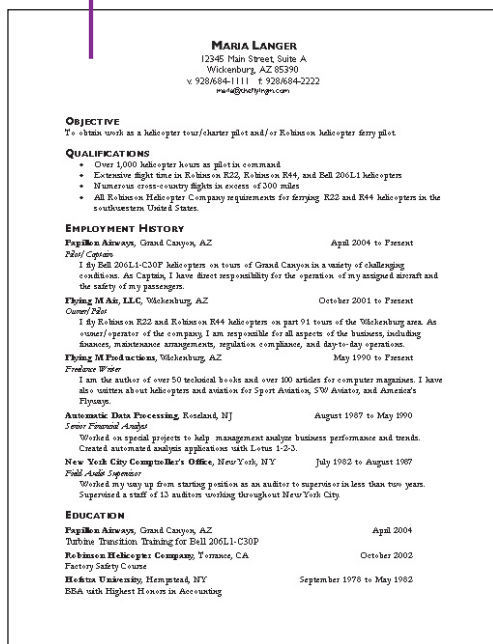 MARIA LANGER
12345 Main Street, Suite A
Wickenburg, AZ 85390
v: 928/684-1111 f: 928/684-2222
maria@theflyingm.com
OBJECTIVE
To obtain work as a helicopter tour/charter pilot and/or Robinson helicopter ferry pilot.
QUALIFICATIONS
• Over 1,000 helicopter hours as pilot in command
• Extensive flight time in Robinson R22, Robinson R44, and Bell 206L1 helicopters
• Numerous cross-country flights in excess of 300 miles
• All Robinson Helicopter Company requirements for ferrying R22 and R44 helicopters in the
southwestern United States.
EMPLOYMENT HISTORY
Papillon Airways, Grand Canyon, AZ April 2004 to Present
Pilot/Captain
I fly Bell 206L1-C30P helicopters on tours of Grand Canyon in a variety of challenging
conditions. As Captain, I have direct responsibility for the operation of my assigned aircraft and
the safety of my passengers.
Flying M Air, LLC, Wickenburg, AZ October 2001 to Present
Owner/Pilot
I fly Robinson R22 and Robinson R44 helicopters on part 91 tours of the Wickenburg area. As
owner/operator of the company, I am responsible for all aspects of the business, including
finances, maintenance arrangements, regulation compliance, and day-to-day operations.
Flying M Productions, Wickenburg, AZ May 1990 to Present
Freelance Writer
I am the author of over 50 technical books and over 100 articles for computer magazines. I have
also written about helicopters and aviation for Sport Aviation, SW Aviator, and America's
Flyways.
Automatic Data Processing, Roseland, NJ August 1987 to May 1990
Senior Financial Analyst
Worked on special projects to help management analyze business performance and trends.
Created automated analysis applications with Lotus 1-2-3.
New York City Comptroller's Office, New York, NY July 1982 to August 1987
Field Audit Supervisor
Worked my way up from starting position as an auditor to supervisor in less than two years.
Supervised a staff of 13 auditors working throughout New York City.
EDUCATION
Papillon Airways, Grand Canyon, AZ April 2004
Turbine Transition Training for Bell 206L1-C30P
Robinson Helicopter Company, Torrance, CA October 2002
Factory Safety Course
Hofstra University, Hempstead, NY September 1978 to May 1982
BBA with Highest Honors in Accounting